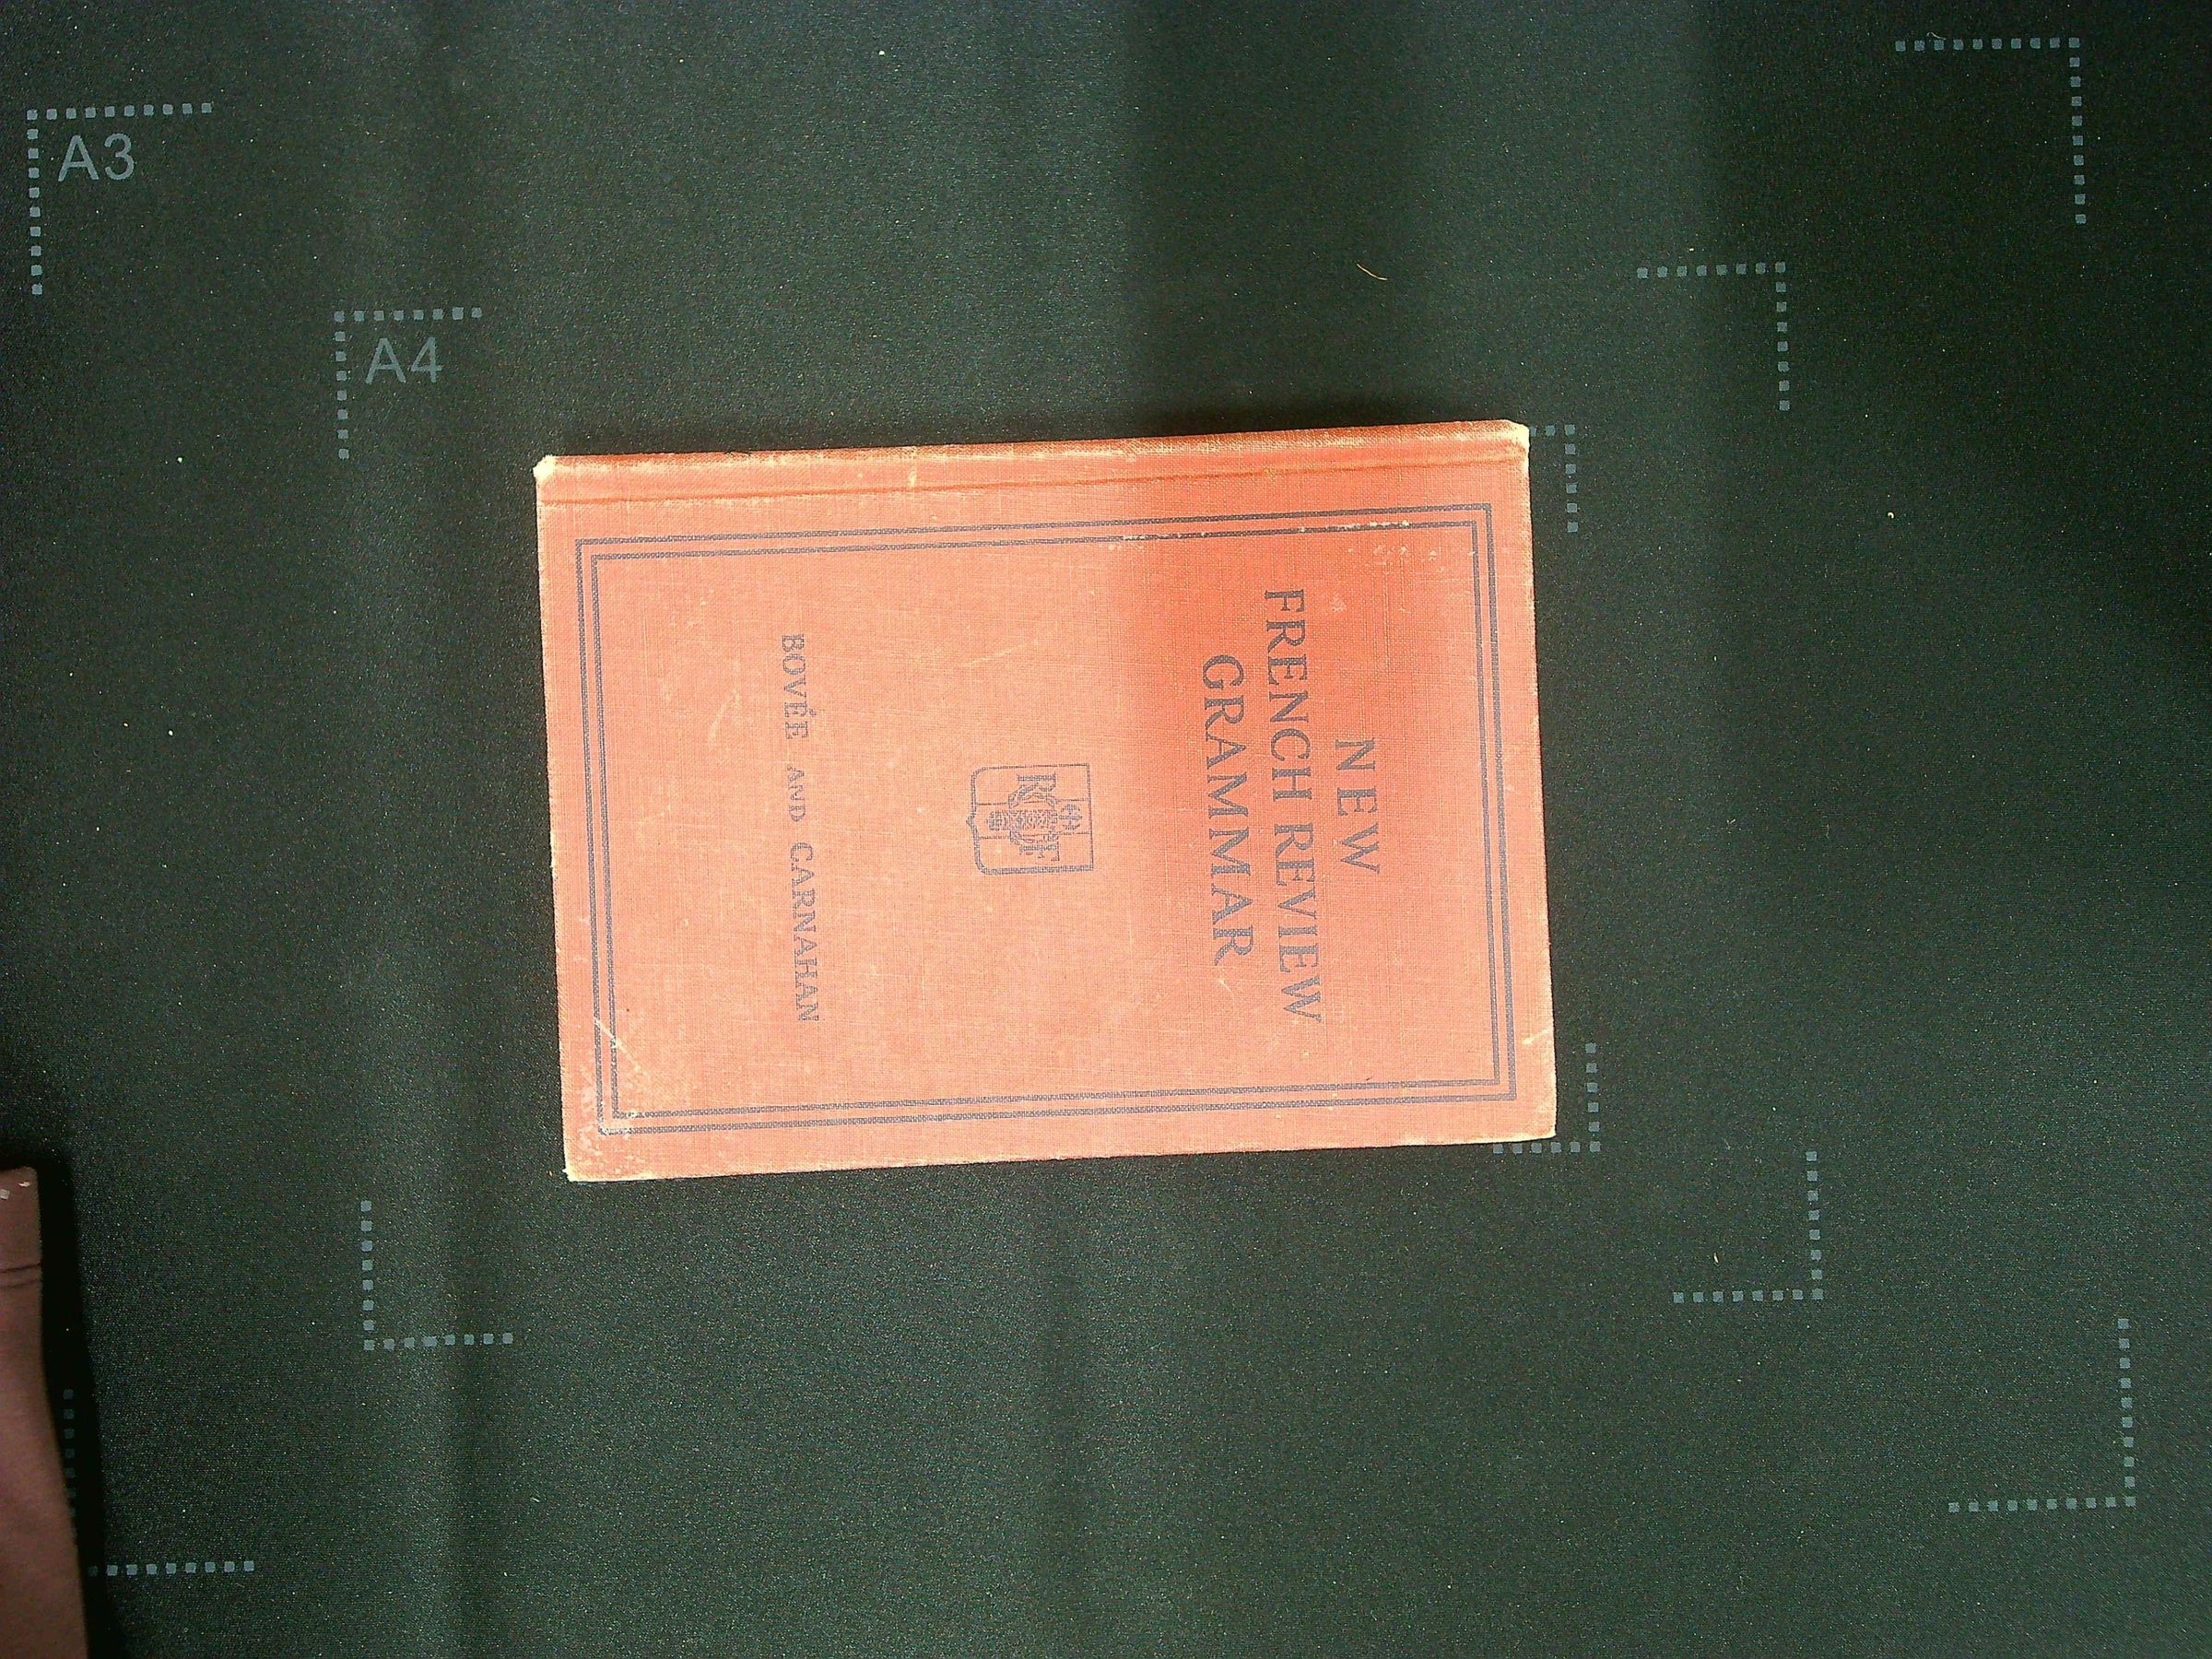 A3
A4
NEW
FRENCH REVIEW
GRAMMAR
R F
BOVÉE AND CARNAHAN